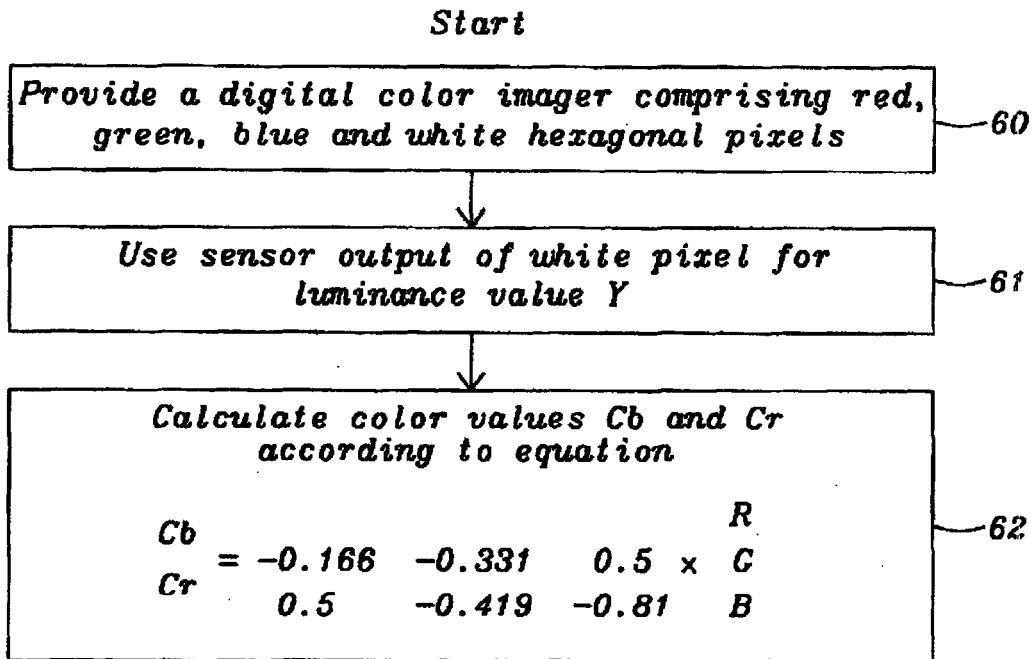 Start
Provide a digital color imager comprising red,
green, blue and white hexagonal pixels
60
Use sensor output of white pixel for
luminance value Y
61
Calculate color values Cb and Cr
according to equation
R
Cb
= -0.166 -0.331 0.5 × G
Cr
0.5 -0.419 -0.81 B
62